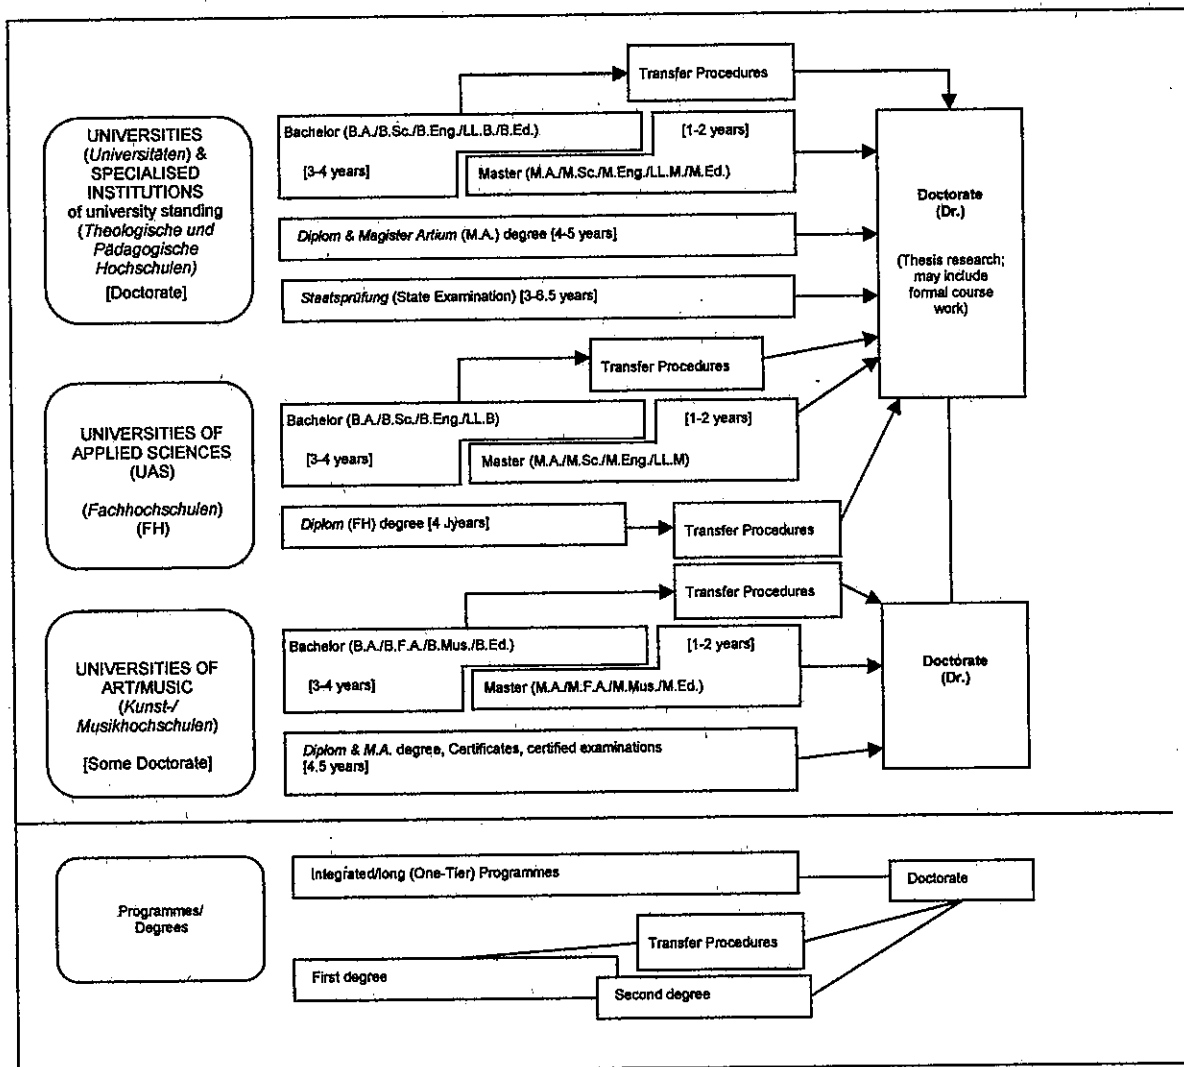 Transfer Procedures
UNIVERSITIES
(Universitäten) &
SPECIALISED
INSTITUTIONS
of university standing
(Theologische und
Pädagogische
Hochschulen)
[Doctorate]
Bachelor (B.A./B.Sc./B.Eng./LL.B./B.Ed.)
[3-4 years]
[1-2 years]
Master (M.A./M.Sc./M.Eng./LL.M./M.Ed.)
Diplom & Magister Artium (M.A.) degree [4-5 years]
Staatsprüfung (State Examination) [3-6.5 years]
Doctorate
(Dr.)
(Thesis research;
may include
formal course
work)
Transfer Procedures
UNIVERSITIES OF
APPLIED SCIENCES
(UAS)
(Fachhochschulen)
(FH)
Bachelor (B.A./B.Sc./B.Eng./LL.B)
[3-4 years]
[1-2 years]
Master (M.A./M.Sc./M.Eng./LL.M)
Diplom (FH) degree [4 Jyears]
Transfer Procedures
Transfer Procedures
UNIVERSITIES OF
ART/MUSIC
(Kunst-/
Musikhochschulen)
[Some Doctorate]
Bachelor (B.A./B.F.A./B.Mus./B.Ed.)
[3-4 years]
[1-2 years]
Master (M.A./M.F.A./M.Mus./M.Ed.)
Diplom & M.A. degree, Certificates, certified examinations
[4.5 years]
Doctorate
(Dr.)
Programmes/
Degrees
Integrated/long (One-Tier) Programmes
Doctorate
Transfer Procedures
First degree
Second degree